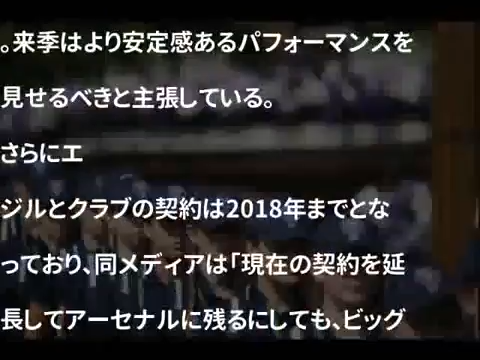 。来季はより安定感あるパフォーマンスを
見せるべきと主張している。
さらにエ
ジルとクラブの契約は2018年までとな
っており、同メディアは「現在の契約を延
長してアーセナルに残るにしても、ビッグ